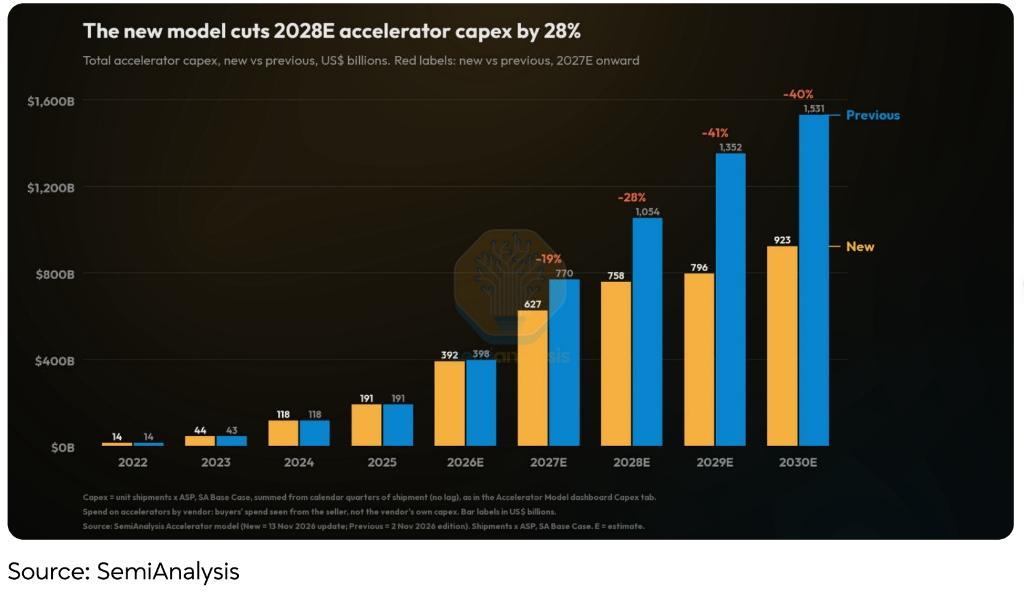 The new model cuts 2028E accelerator capex by 28%
Total accelerator capex, new vs previous, US$ billions. Red labels: new vs previous, 2027E onward
$1,600B
$1,200B
$800B
$400B
$0B
14 14
44 43
118 118
191 191
392 398
-19%
627 770
-28%
758 1,054
-41%
796 1,352
-40%
923 1,531
Previous
New
2022 2023 2024 2025 2026E 2027E 2028E 2029E 2030E
Capex = unit shipments x ASP, SA Base Case, summed from calendar quarters of shipment (no lag), as in the Accelerator Model dashboard Capex tab.
Spend on accelerators by vendor: buyers' spend seen from the seller, not the vendor's own capex. Bar labels in US$ billions.
Source: SemiAnalysis Accelerator model (New = 13 Nov 2026 update; Previous = 2 Nov 2026 edition). Shipments x ASP, SA Base Case. E = estimate.
Source: SemiAnalysis